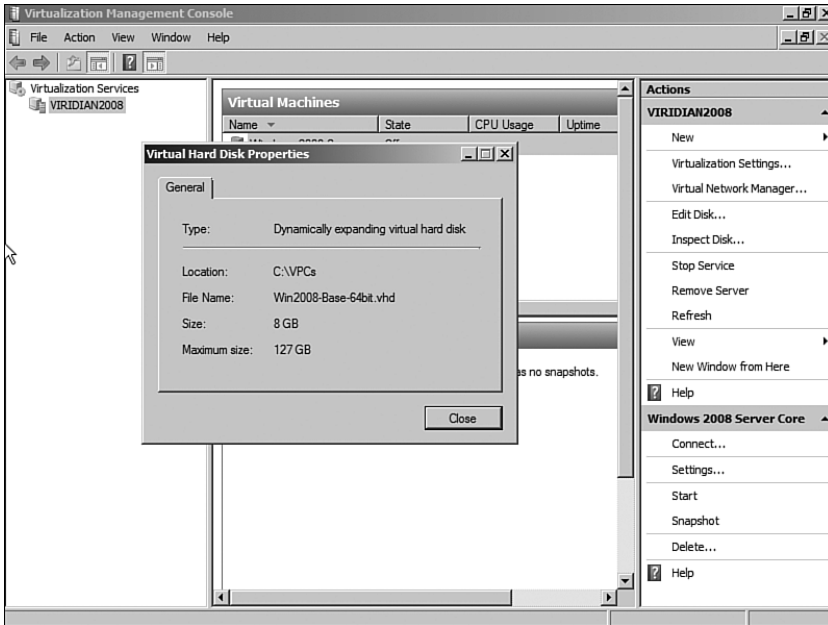 Virtualization Management Console
File Action View Window Help
Virtualization Services
VIRIDIAN2008
Virtual Machines
Name State CPU Usage Uptime
Virtual Hard Disk Properties
General
Type: Dynamically expanding virtual hard disk
Location: C:\VPCs
File Name: Win2008-Base-64bit.vhd
Size: 8 GB
Maximum size: 127 GB
Close
as no snapshots.
Actions
VIRIDIAN2008
New
Virtualization Settings...
Virtual Network Manager...
Edit Disk...
Inspect Disk...
Stop Service
Remove Server
Refresh
View
New Window from Here
Help
Windows 2008 Server Core
Connect...
Settings...
Start
Snapshot
Delete...
Help